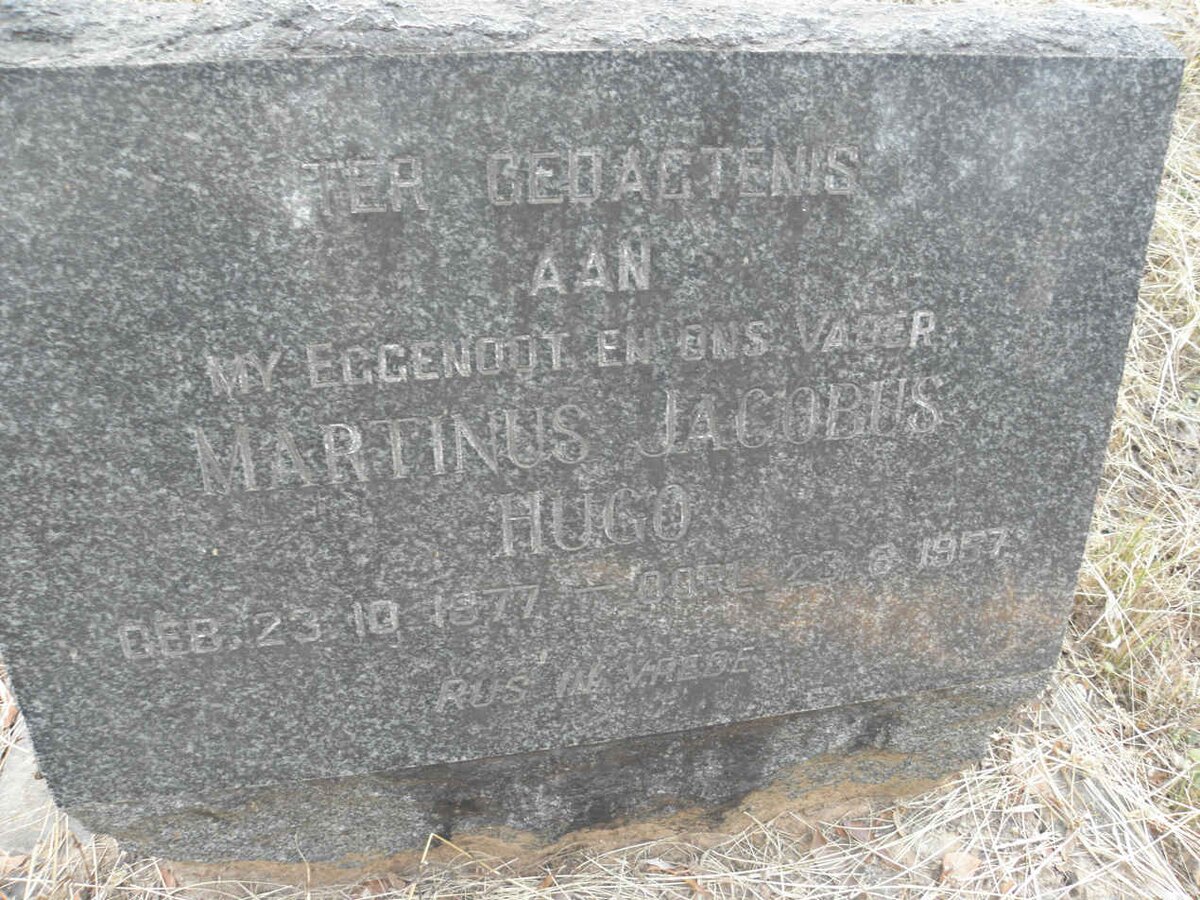 TER GEDAGTENIS
AAN
MY EGGENOOT EN ONS VADER
MARTINUS JACOBUS
HUGO
GEB. 23 10 1877 — OORL 23 8 1957
RUS IN VREDE